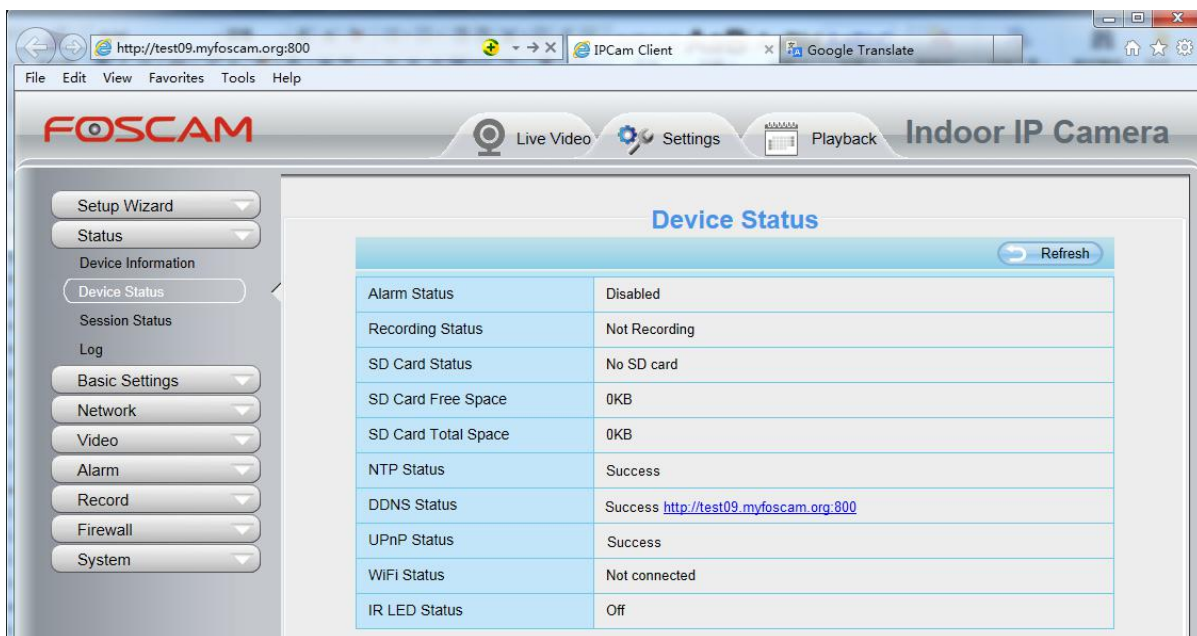 http://test09.myfoscam.org:800
IPCam Client
Google Translate
File Edit View Favorites Tools Help
FOSCAM
Live Video
Settings
Playback
Indoor IP Camera
Setup Wizard
Status
Device Information
Device Status
Session Status
Log
Basic Settings
Network
Video
Alarm
Record
Firewall
System
Device Status
Refresh
Alarm Status Disabled
Recording Status Not Recording
SD Card Status No SD card
SD Card Free Space 0KB
SD Card Total Space 0KB
NTP Status Success
DDNS Status Success http://test09.myfoscam.org:800
UPnP Status Success
WiFi Status Not connected
IR LED Status Off